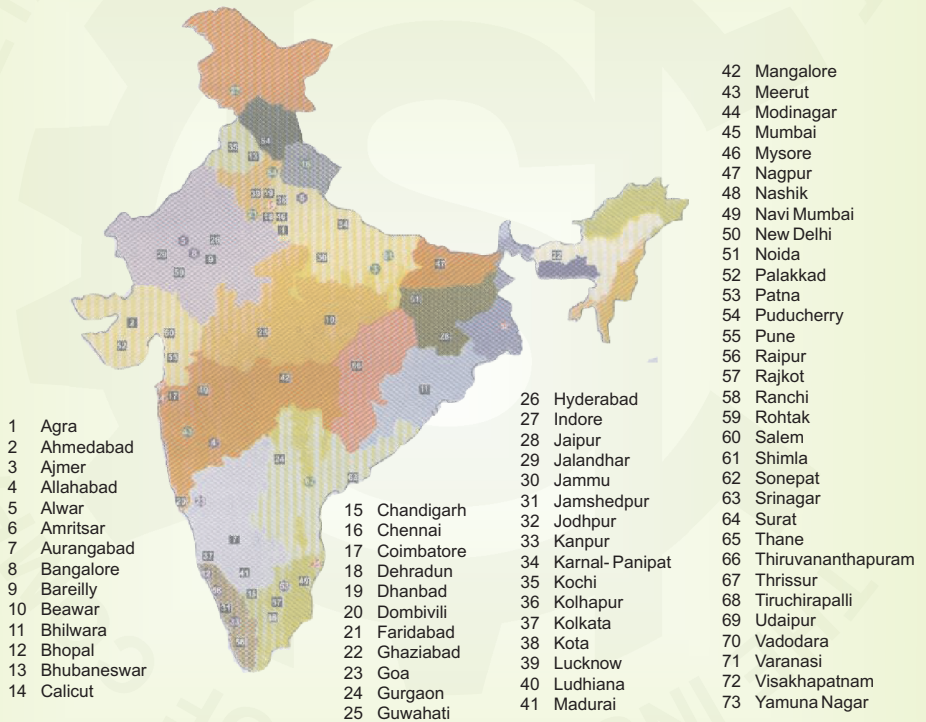 1 Agra
2 Ahmedabad
3 Ajmer
4 Allahabad
5 Alwar
6 Amritsar
7 Aurangabad
8 Bangalore
9 Bareilly
10 Beawar
11 Bhilwara
12 Bhopal
13 Bhubaneswar
14 Calicut
15 Chandigarh
16 Chennai
17 Coimbatore
18 Dehradun
19 Dhanbad
20 Dombivili
21 Faridabad
22 Ghaziabad
23 Goa
24 Gurgaon
25 Guwahati
26 Hyderabad
27 Indore
28 Jaipur
29 Jalandhar
30 Jammu
31 Jamshedpur
32 Jodhpur
33 Kanpur
34 Karnal- Panipat
35 Kochi
36 Kolhapur
37 Kolkata
38 Kota
39 Lucknow
40 Ludhiana
41 Madurai
42 Mangalore
43 Meerut
44 Modinagar
45 Mumbai
46 Mysore
47 Nagpur
48 Nashik
49 Navi Mumbai
50 New Delhi
51 Noida
52 Palakkad
53 Patna
54 Puducherry
55 Pune
56 Raipur
57 Rajkot
58 Ranchi
59 Rohtak
60 Salem
61 Shimla
62 Sonepat
63 Srinagar
64 Surat
65 Thane
66 Thiruvananthapuram
67 Thrissur
68 Tiruchirapalli
69 Udaipur
70 Vadodara
71 Varanasi
72 Visakhapatnam
73 Yamuna Nagar